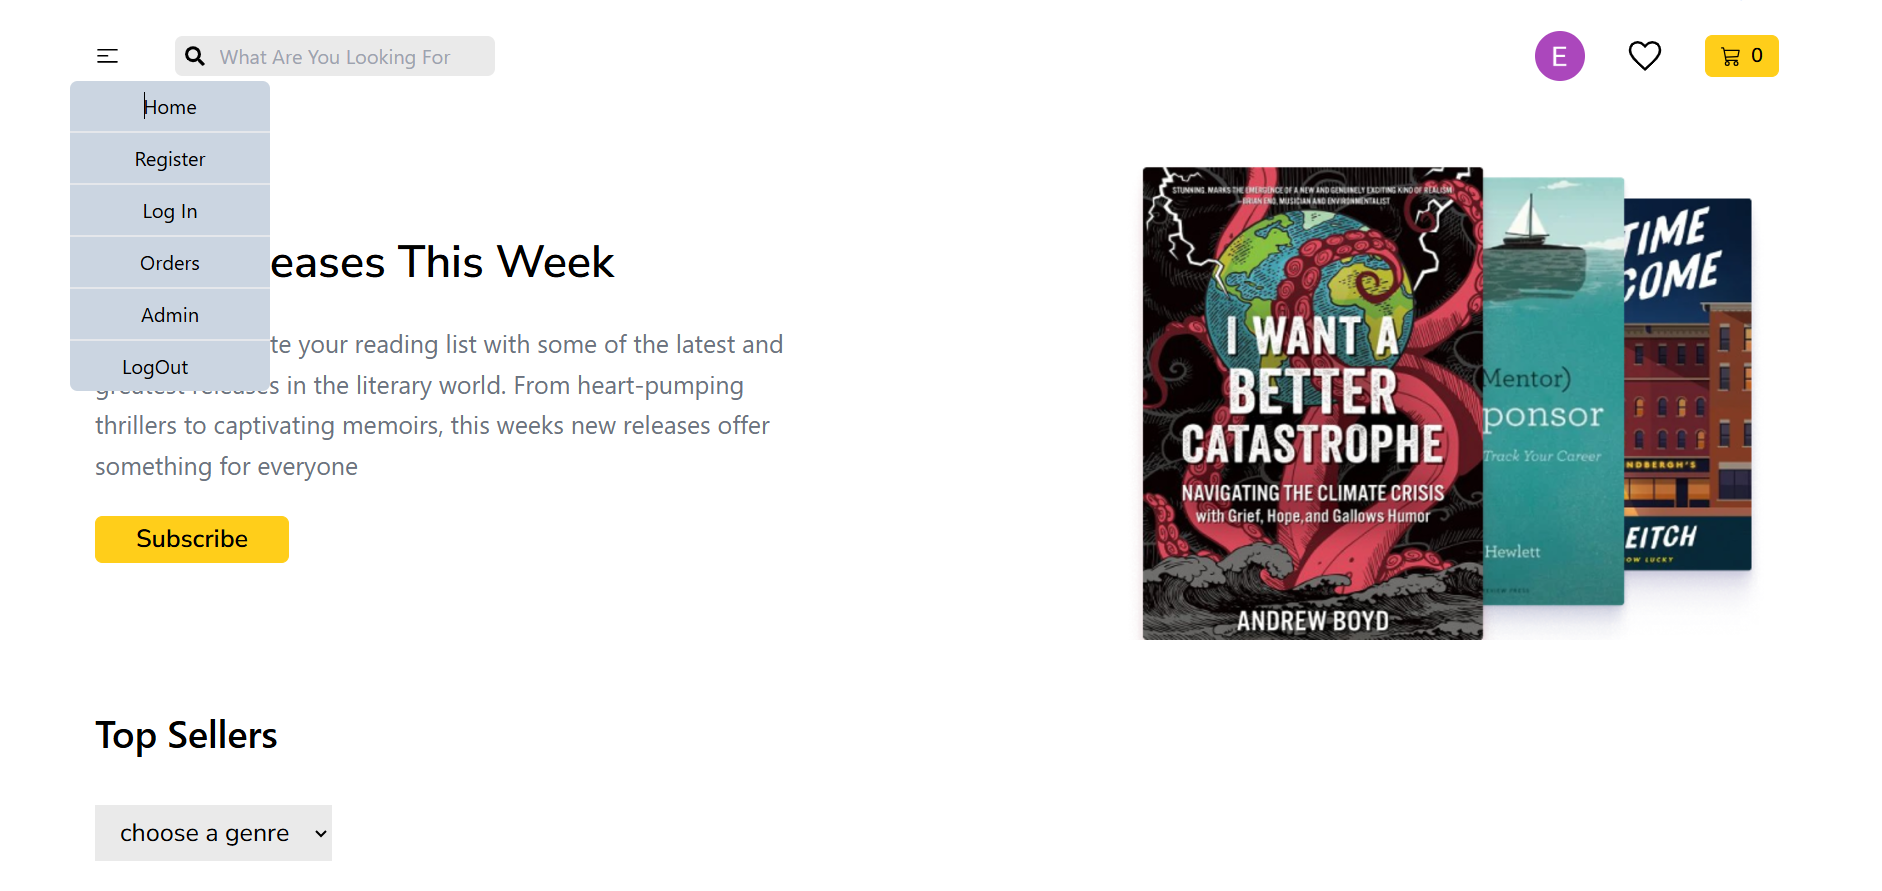 What Are You Looking For
E
0
Home
Register
Log In
Orders
Admin
LogOut
eases This Week
te your reading list with some of the latest and
greatest releases in the literary world. From heart-pumping
thrillers to captivating memoirs, this weeks new releases offer
something for everyone
Subscribe
STUNNING. MARKS THE EMERGENCE OF A NEW AND GENUINELY EXCITING KIND OF REALISM
—BRIAN ENO, MUSICIAN AND ENVIRONMENTALIST
I WANT A
BETTER
CATASTROPHE
NAVIGATING THE CLIMATE CRISIS
with Grief, Hope, and Gallows Humor
ANDREW BOYD
Mentor)
ponsor
Track Your Career
Hewlett
TIME
COME
NDBERGH'S
EITCH
OW LUCKY
Top Sellers
choose a genre